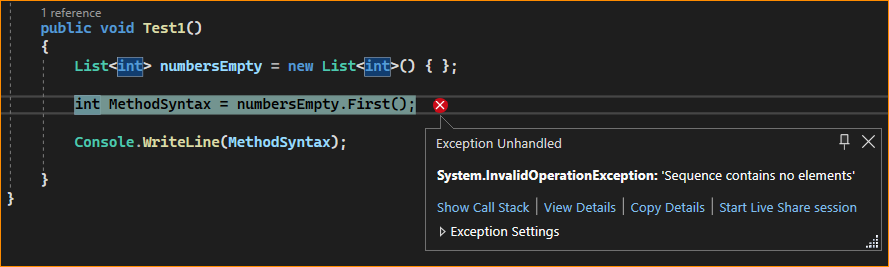 1 reference
public void Test1()
{
List<int> numbersEmpty = new List<int>() { };
int MethodSyntax = numbersEmpty.First();
Console.WriteLine(MethodSyntax);
}
}
Exception Unhandled
System.InvalidOperationException: 'Sequence contains no elements'
Show Call Stack | View Details | Copy Details | Start Live Share session
Exception Settings